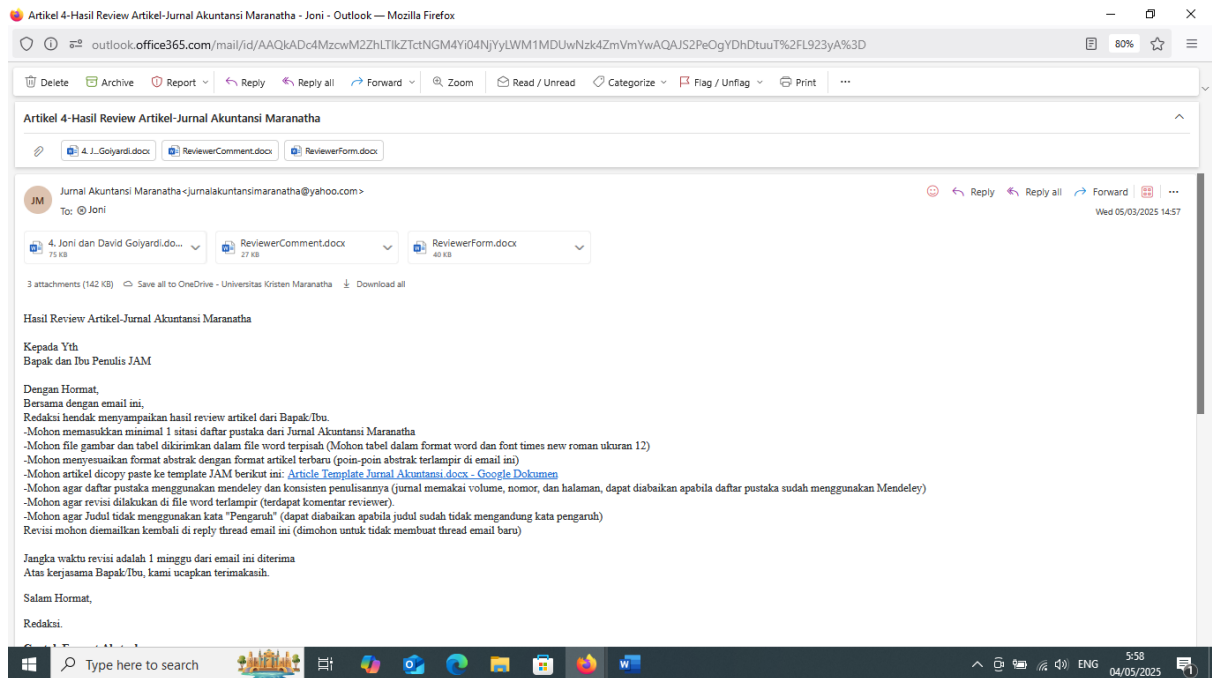 Artikel 4-Hasil Review Artikel-Jurnal Akuntansi Maranatha - Joni - Outlook — Mozilla Firefox
outlook.office365.com/mail/id/AAQkADc4MzcwM2ZhLTlkZTctNGM4Yi04NjYyLWM1MDUwNzk4ZmVmYwAQAJS2PeOgYDhDtuuT%2FL923yA%3D
80%
Delete Archive Report Reply Reply all Forward Zoom Read / Unread Categorize Flag / Unflag Print ...
Artikel 4-Hasil Review Artikel-Jurnal Akuntansi Maranatha
4. J...Goiyardi.docx ReviewerComment.docx ReviewerForm.docx
JM
Jurnal Akuntansi Maranatha<jurnalakuntansimaranatha@yahoo.com>
Reply Reply all Forward ...
To: Joni
Wed 05/03/2025 14:57
4. Joni dan David Goiyardi.do...
75 KB
ReviewerComment.docx
27 KB
ReviewerForm.docx
40 KB
3 attachments (142 KB) Save all to OneDrive - Universitas Kristen Maranatha Download all
Hasil Review Artikel-Jurnal Akuntansi Maranatha
Kepada Yth
Bapak dan Ibu Penulis JAM
Dengan Hormat,
Bersama dengan email ini,
Redaksi hendak menyampaikan hasil review artikel dari Bapak/Ibu.
-Mohon memasukkan minimal 1 sitasi daftar pustaka dari Jurnal Akuntansi Maranatha
-Mohon file gambar dan tabel dikirimkan dalam file word terpisah (Mohon tabel dalam format word dan font times new roman ukuran 12)
-Mohon menyesuaikan format abstrak dengan format artikel terbaru (poin-poin abstrak terlampir di email ini)
-Mohon artikel dicopy paste ke template JAM berikut ini: Article Template Jurnal Akuntansi.docx - Google Dokumen
-Mohon agar daftar pustaka menggunakan mendeley dan konsisten penulisannya (jurnal memakai volume, nomor, dan halaman, dapat diabaikan apabila daftar pustaka sudah menggunakan Mendeley)
-Mohon agar revisi dilakukan di file word terlampir (terdapat komentar reviewer).
-Mohon agar Judul tidak menggunakan kata "Pengaruh" (dapat diabaikan apabila judul sudah tidak mengandung kata pengaruh)
Revisi mohon diemailkan kembali di reply thread email ini (dimohon untuk tidak membuat thread email baru)
Jangka waktu revisi adalah 1 minggu dari email ini diterima
Atas kerjasama Bapak/Ibu, kami ucapkan terimakasih.
Salam Hormat,
Redaksi.
Type here to search
ENG
5:58
04/05/2025
1